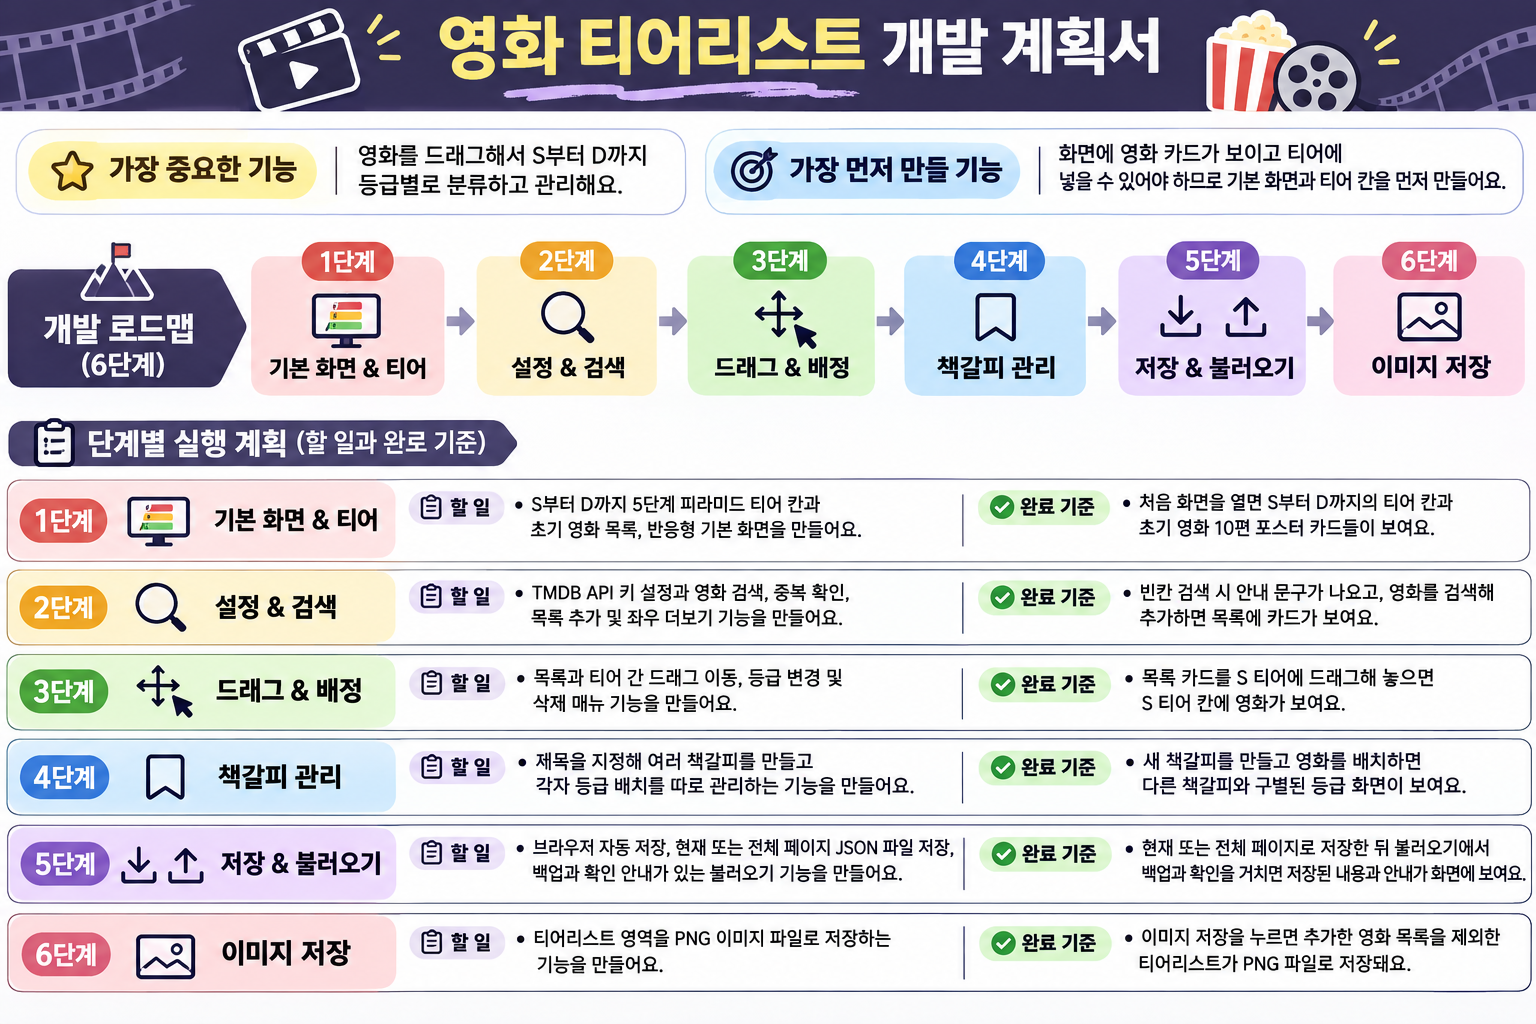 영화 티어리스트 개발 계획서
가장 중요한 기능
영화를 드래그해서 S부터 D까지
등급별로 분류하고 관리해요.
가장 먼저 만들 기능
화면에 영화 카드가 보이고 티어에
넣을 수 있어야 하므로 기본 화면과 티어 칸을 먼저 만들어요.
개발 로드맵
(6단계)
1단계
기본 화면 & 티어
2단계
설정 & 검색
3단계
드래그 & 배정
4단계
책갈피 관리
5단계
저장 & 불러오기
6단계
이미지 저장
단계별 실행 계획 (할 일과 완료 기준)
1단계
기본 화면 & 티어
할 일
• S부터 D까지 5단계 피라미드 티어 칸과
초기 영화 목록, 반응형 기본 화면을 만들어요.
완료 기준
• 처음 화면을 열면 S부터 D까지의 티어 칸과
초기 영화 10편 포스터 카드들이 보여요.
2단계
설정 & 검색
할 일
• TMDB API 키 설정과 영화 검색, 중복 확인,
목록 추가 및 좌우 더보기 기능을 만들어요.
완료 기준
• 빈칸 검색 시 안내 문구가 나오고, 영화를 검색해
추가하면 목록에 카드가 보여요.
3단계
드래그 & 배정
할 일
• 목록과 티어 간 드래그 이동, 등급 변경 및
삭제 매뉴 기능을 만들어요.
완료 기준
• 목록 카드를 S 티어에 드래그해 놓으면
S 티어 칸에 영화가 보여요.
4단계
책갈피 관리
할 일
• 제목을 지정해 여러 책갈피를 만들고
각자 등급 배치를 따로 관리하는 기능을 만들어요.
완료 기준
• 새 책갈피를 만들고 영화를 배치하면
다른 책갈피와 구별된 등급 화면이 보여요.
5단계
저장 & 불러오기
할 일
• 브라우저 자동 저장, 현재 또는 전체 페이지 JSON 파일 저장,
백업과 확인 안내가 있는 불러오기 기능을 만들어요.
완료 기준
• 현재 또는 전체 페이지로 저장한 뒤 불러오기에서
백업과 확인을 거치면 저장된 내용과 안내가 화면에 보여요.
6단계
이미지 저장
할 일
• 티어리스트 영역을 PNG 이미지 파일로 저장하는
기능을 만들어요.
완료 기준
• 이미지 저장을 누르면 추가한 영화 목록을 제외한
티어리스트가 PNG 파일로 저장돼요.